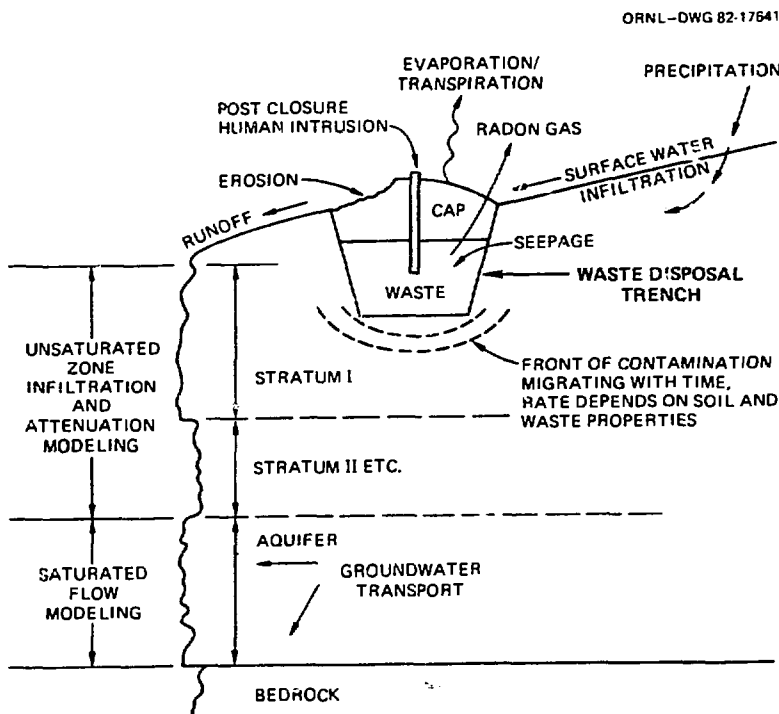 ORNL-DWG 82-17641
EVAPORATION/
TRANSPIRATION
PRECIPITATION
POST CLOSURE
HUMAN INTRUSION
RADON GAS
EROSION
SURFACE WATER
INFILTRATION
CAP
RUNOFF
SEEPAGE
WASTE DISPOSAL
TRENCH
WASTE
UNSATURATED
ZONE
INFILTRATION
AND
ATTENUATION
MODELING
STRATUM I
FRONT OF CONTAMINATION
MIGRATING WITH TIME,
RATE DEPENDS ON SOIL AND
WASTE PROPERTIES
STRATUM II ETC.
AQUIFER
SATURATED
FLOW
MODELING
GROUNDWATER
TRANSPORT
BEDROCK